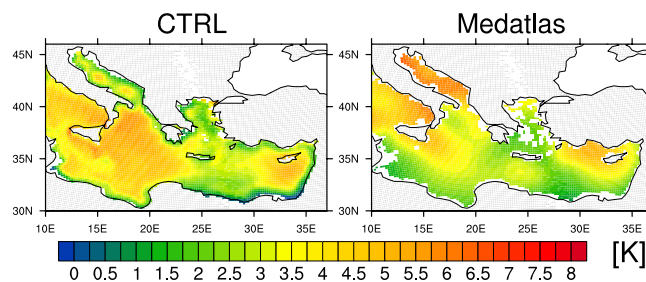 CTRL Medatlas
45N 45N
40N 40N
35N 35N
30N 30N
10E 15E 20E 25E 30E 35E 10E 15E 20E 25E 30E 35E
0 0.5 1 1.5 2 2.5 3 3.5 4 4.5 5 5.5 6 6.5 7 7.5 8 [K]